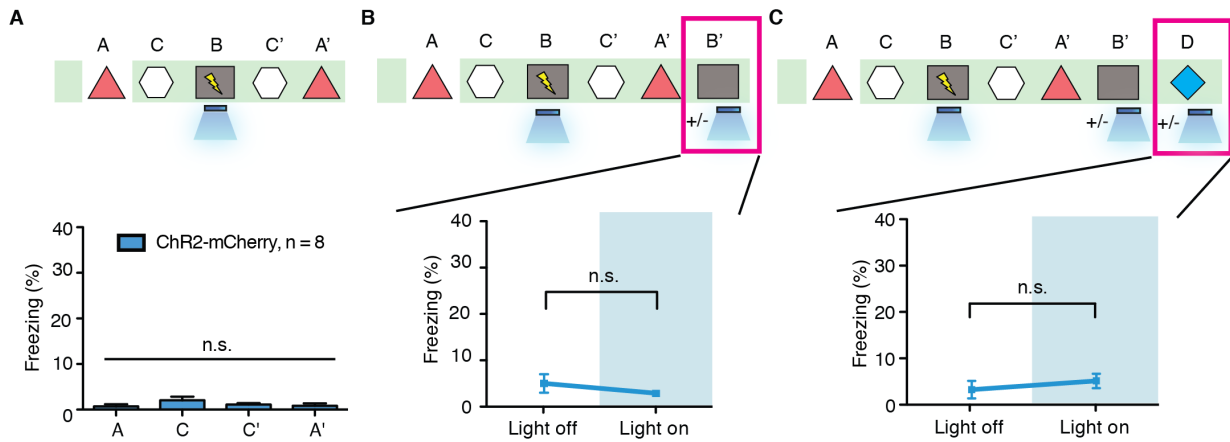 A
A C B C' A'
Freezing (%)
40
30
20
10
0
ChR2-mCherry, n = 8
n.s.
A C C' A'
B
A C B C' A' B'
+/-
Freezing (%)
40
30
20
10
0
n.s.
Light off Light on
C
A C B C' A' B' D
+/- +/-
Freezing (%)
40
30
20
10
0
n.s.
Light off Light on